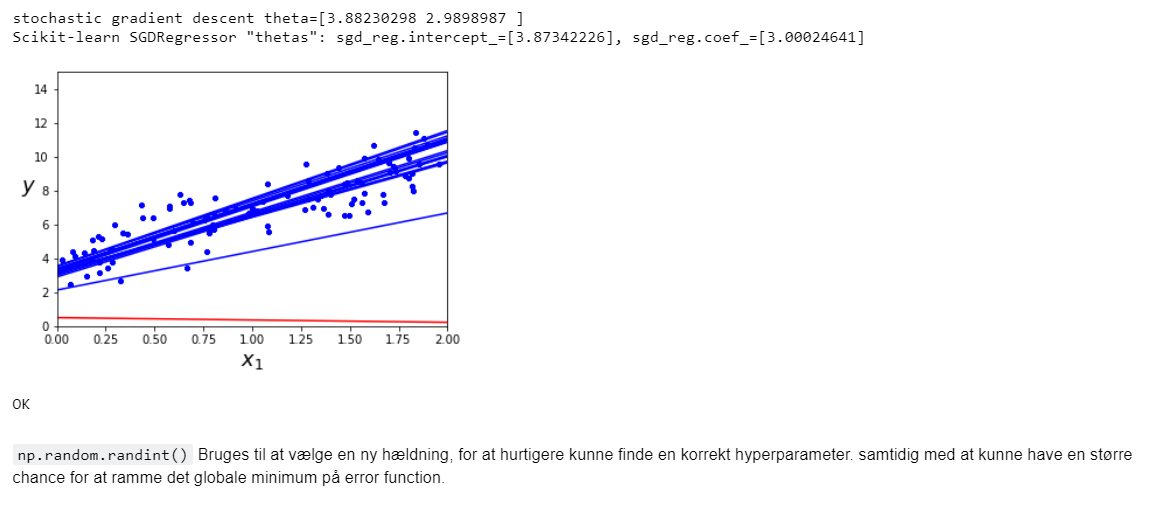 stochastic gradient descent theta=[3.88230298 2.9898987 ]
Scikit-learn SGDRegressor "thetas": sgd_reg.intercept_=[3.87342226], sgd_reg.coef_=[3.00024641]
14
12
10
y 8
6
4
2
0
0.00 0.25 0.50 0.75 1.00 1.25 1.50 1.75 2.00
x1
OK
np.random.randint() Bruges til at vælge en ny hældning, for at hurtigere kunne finde en korrekt hyperparameter. samtidig med at kunne have en større
chance for at ramme det globale minimum på error function.